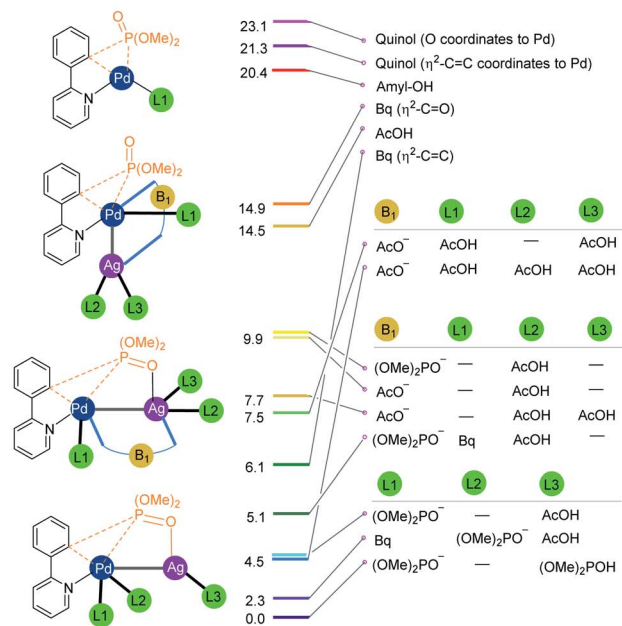 O
P(OMe)₂
Pd
N
L1
O
P(OMe)₂
B₁
Pd
L1
N
Ag
L2
L3
(OMe)₂
P
O
L3
Pd
Ag
L2
N
L1
B₁
(OMe)₂
P
O
Pd
Ag
N
L2
L3
L1
23.1
21.3
20.4
14.9
14.5
9.9
7.7
7.5
6.1
5.1
4.5
2.3
0.0
Quinol (O coordinates to Pd)
Quinol (η²-C=C coordinates to Pd)
Amyl-OH
Bq (η²-C=O)
AcOH
Bq (η²-C=C)
B₁ L1 L2 L3
AcO⁻ AcOH — AcOH
AcO⁻ AcOH AcOH AcOH
B₁ L1 L2 L3
(OMe)₂PO⁻ — AcOH —
AcO⁻ — AcOH —
AcO⁻ — AcOH AcOH
(OMe)₂PO⁻ Bq AcOH —
L1 L2 L3
(OMe)₂PO⁻ — AcOH
Bq (OMe)₂PO⁻ AcOH
(OMe)₂PO⁻ — (OMe)₂POH